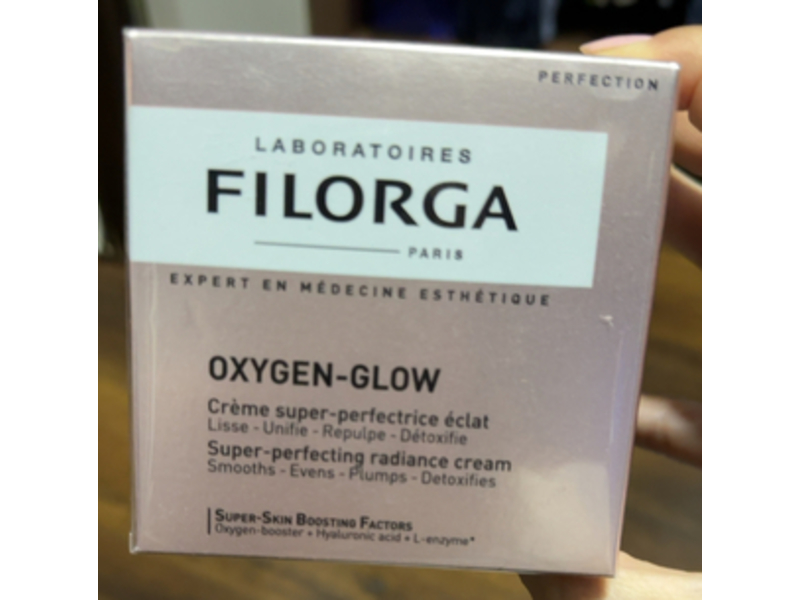 PERFECTION
LABORATOIRES
FILORGA
PARIS
EXPERT EN MÉDECINE ESTHÉTIQUE
OXYGEN-GLOW
Crème super-perfectrice éclat
Lisse - Unifie - Repulpe - Détoxifie
Super-perfecting radiance cream
Smooths - Evens - Plumps - Detoxifies
SUPER-SKIN BOOSTING FACTORS
Oxygen-booster + Hyaluronic acid + L-enzyme*